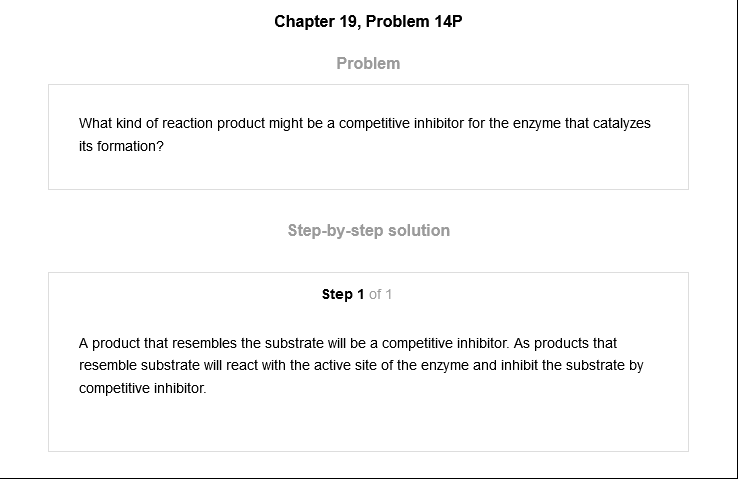 Chapter 19, Problem 14P
Problem
What kind of reaction product might be a competitive inhibitor for the enzyme that catalyzes
its formation?
Step-by-step solution
Step 1 of 1
A product that resembles the substrate will be a competitive inhibitor. As products that
resemble substrate will react with the active site of the enzyme and inhibit the substrate by
competitive inhibitor.